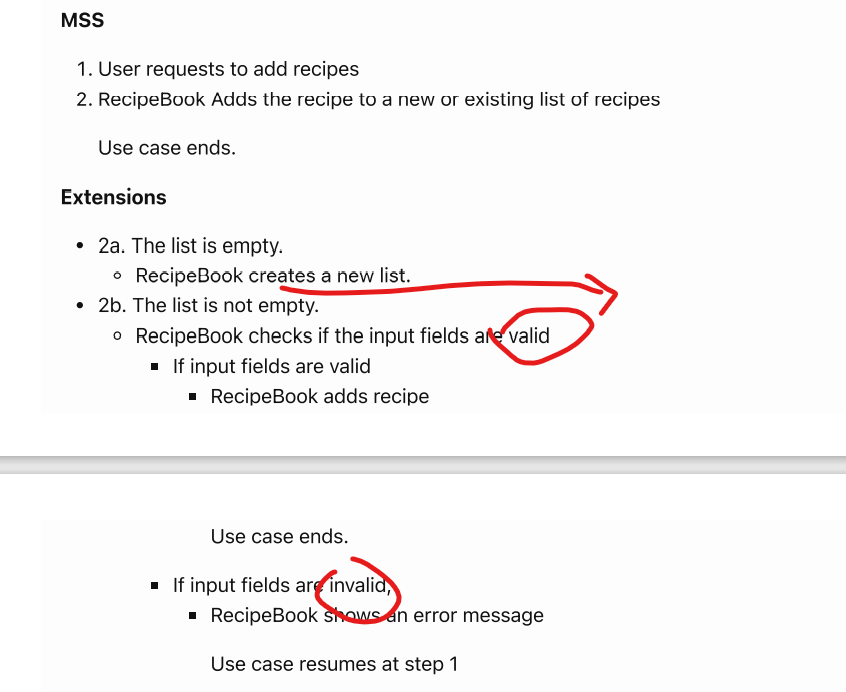 MSS
1. User requests to add recipes
2. RecipeBook Adds the recipe to a new or existing list of recipes
Use case ends.
Extensions
• 2a. The list is empty.
◦ RecipeBook creates a new list.
• 2b. The list is not empty.
◦ RecipeBook checks if the input fields are valid
▪ If input fields are valid
▪ RecipeBook adds recipe
Use case ends.
▪ If input fields are invalid,
▪ RecipeBook shows an error message
Use case resumes at step 1